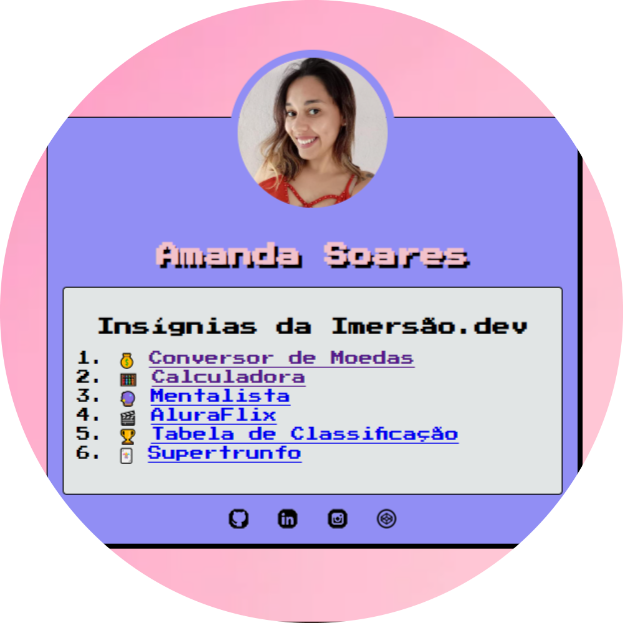 Amanda Soares
Insígnias da Imersão.dev
1. Conversor de Moedas
2. Calculadora
3. Mentalista
4. AluraFlix
5. Tabela de Classificação
6. Supertrunfo
in